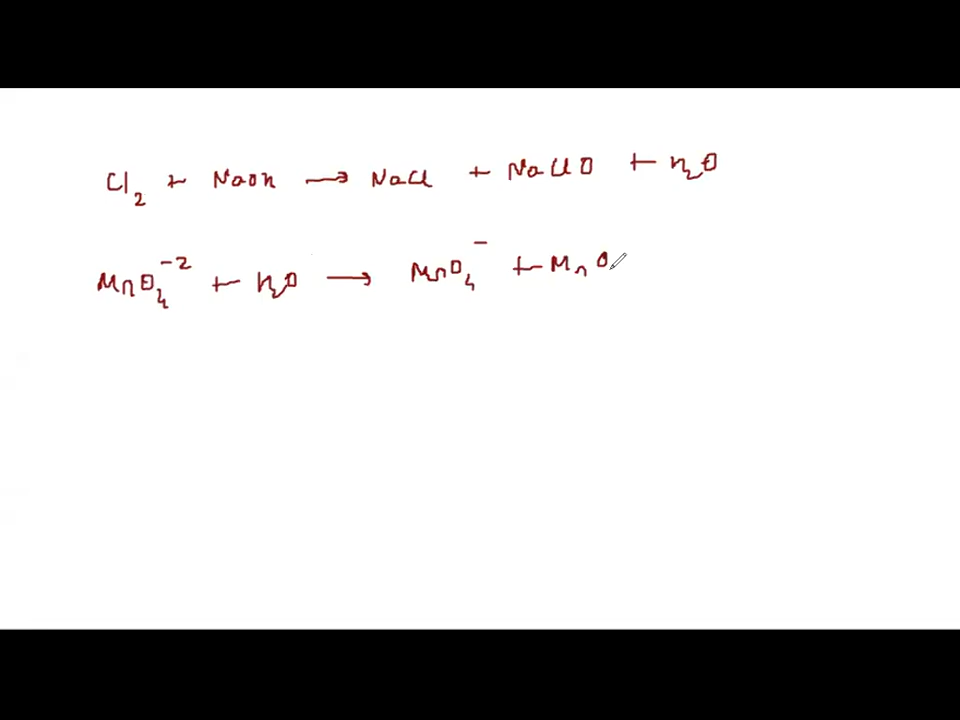 Cl₂ + NaOH → NaCl + NaClO + H₂O
MnO₄⁻² + H₂O → MnO₄⁻ + MnO